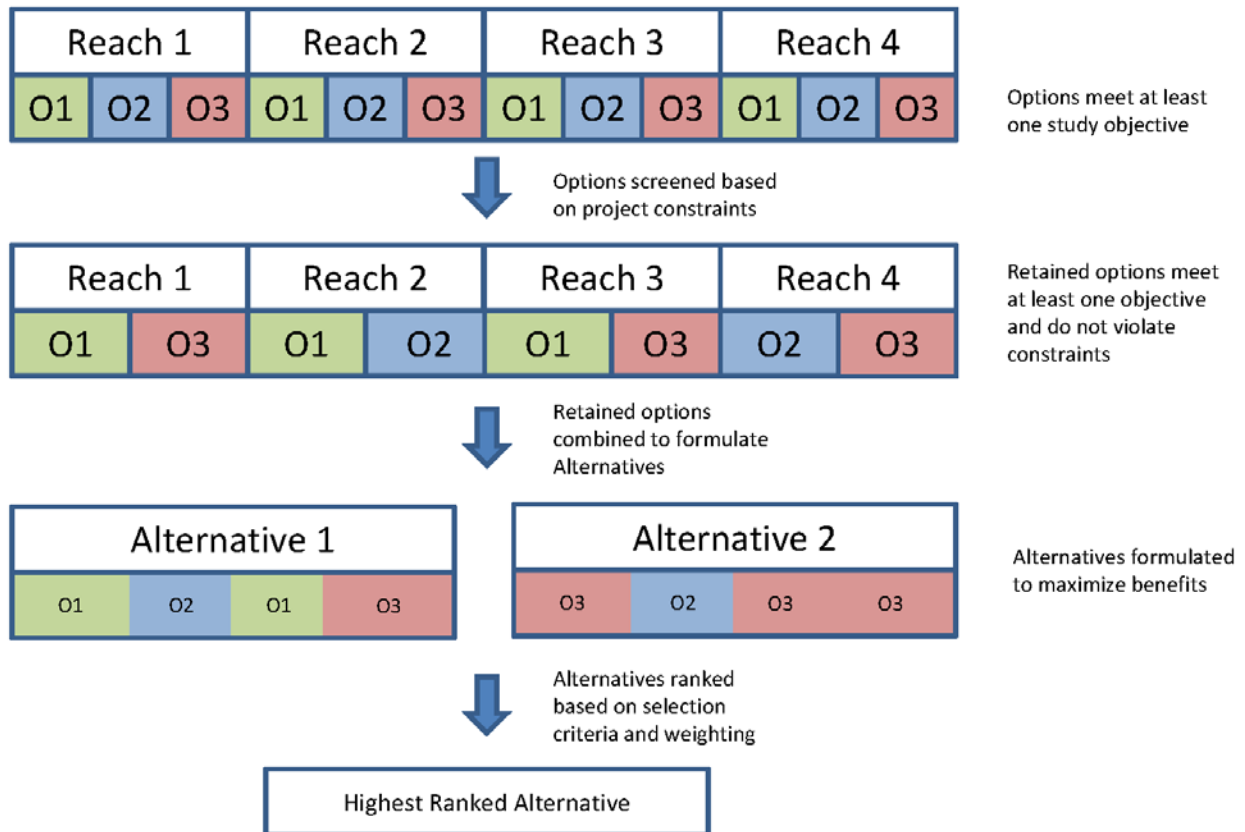 Reach 1 Reach 2 Reach 3 Reach 4
O1 O2 O3 O1 O2 O3 O1 O2 O3 O1 O2 O3
Options meet at least
one study objective
Options screened based
on project constraints
Reach 1 Reach 2 Reach 3 Reach 4
O1 O3 O1 O2 O1 O3 O2 O3
Retained options meet
at least one objective
and do not violate
constraints
Retained options
combined to formulate
Alternatives
Alternative 1 Alternative 2
O1 O2 O1 O3 O3 O2 O3 O3
Alternatives formulated
to maximize benefits
Alternatives ranked
based on selection
criteria and weighting
Highest Ranked Alternative